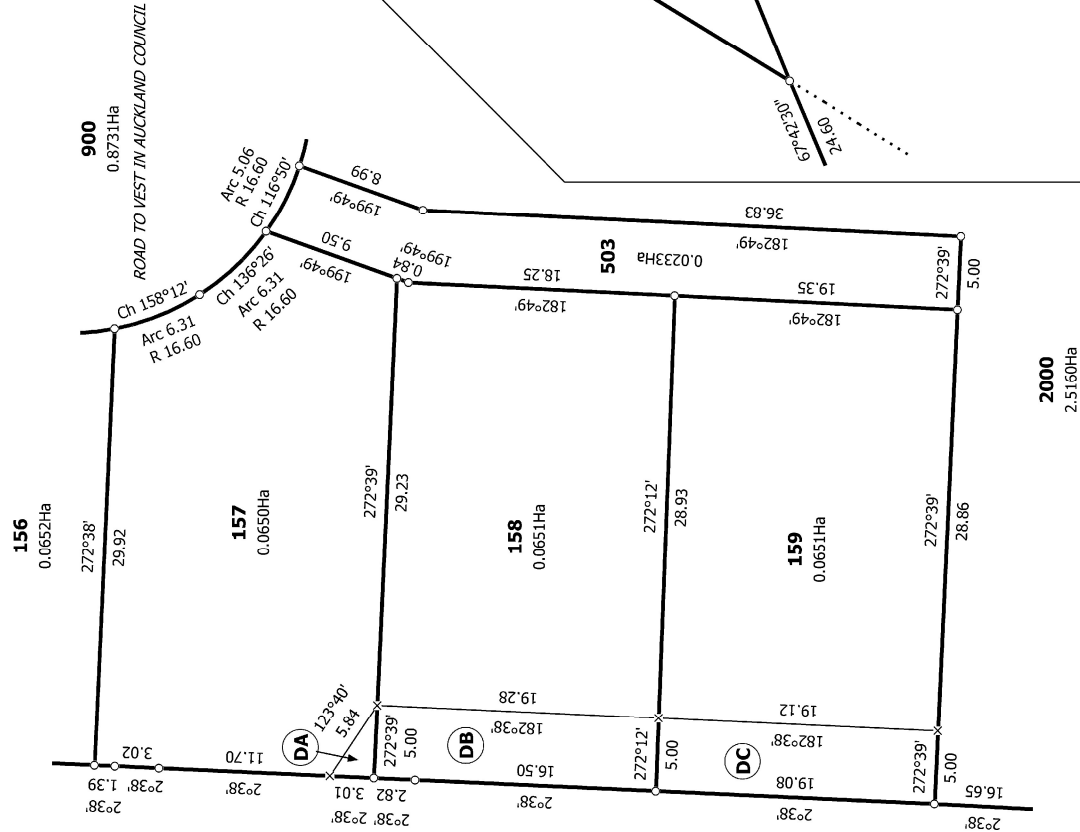 900
0.8731Ha
ROAD TO VEST IN AUCKLAND COUNCIL
67°42'30"
24.60
Arc 5.06
R 16.60
Ch 116°50'
8.99
199°49'
Ch 136°26'
Arc 6.31
R 16.60
Ch 158°12'
Arc 6.31
R 16.60
9.50
199°49'
0.84
199°49'
36.83
182°49'
503
0.0233Ha
18.25
182°49'
19.35
182°49'
272°39'
5.00
2000
2.5160Ha
156
0.0652Ha
272°38'
29.92
157
0.0650Ha
272°39'
29.23
158
0.0651Ha
272°12'
28.93
159
0.0651Ha
272°39'
28.86
123°40'
5.84
DA
272°39'
5.00
DB
19.28
182°38'
272°12'
5.00
DC
19.12
182°38'
272°39'
5.00
1.39
2°38'
3.02
2°38'
11.70
2°38'
3.01
2°38'
2.82
2°38'
16.50
2°38'
19.08
2°38'
16.65
2°38'